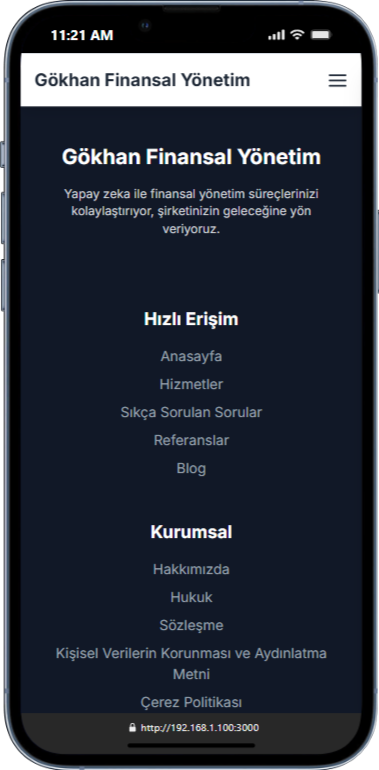 11:21 AM
Gökhan Finansal Yönetim
Gökhan Finansal Yönetim
Yapay zeka ile finansal yönetim süreçlerinizi
kolaylaştırıyor, şirketinizin geleceğine yön
veriyoruz.
Hızlı Erişim
Anasayfa
Hizmetler
Sıkça Sorulan Sorular
Referanslar
Blog
Kurumsal
Hakkımızda
Hukuk
Sözleşme
Kişisel Verilerin Korunması ve Aydınlatma
Metni
Çerez Politikası
http://192.168.1.100:3000